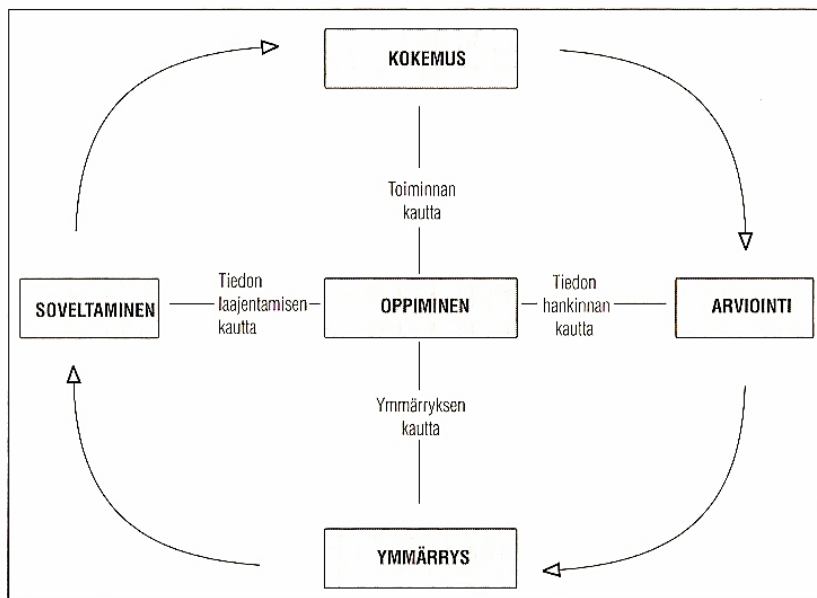 KOKEMUS
Toiminnan
kautta
SOVELTAMINEN
Tiedon
laajentamisen
kautta
OPPIMINEN
Tiedon
hankinnan
kautta
ARVIOINTI
Ymmärryksen
kautta
YMMÄRRYS